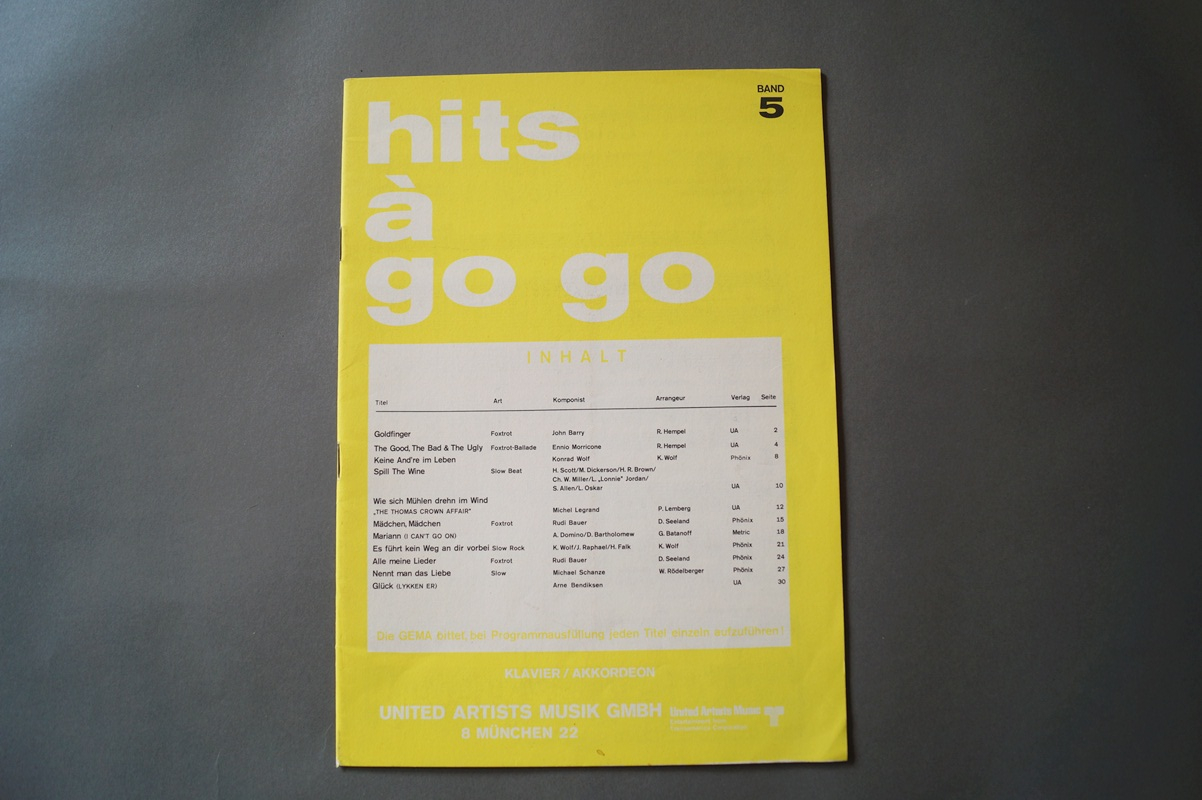 BAND
5
hits
à
go go
INHALT
Titel Art Komponist Arrangeur Verlag Seite
Goldfinger Foxtrot John Barry R. Hempel UA 2
The Good, The Bad & The Ugly Foxtrot-Ballade Ennio Morricone R. Hempel UA 4
Keine And're im Leben Konrad Wolf K. Wolf Phönix 8
Spill The Wine Slow Beat H. Scott/M. Dickerson/H. R. Brown/
Ch. W. Miller/L. „Lonnie" Jordan/
S. Allen/L. Oskar UA 10
Wie sich Mühlen drehn im Wind
„THE THOMAS CROWN AFFAIR" Michel Legrand P. Lemberg UA 12
Mädchen, Mädchen Foxtrot Rudi Bauer D. Seeland Phönix 15
Mariann (I CAN'T GO ON) A. Domino/D. Bartholomew G. Batanoff Metric 18
Es führt kein Weg an dir vorbei Slow Rock K. Wolf/J. Raphael/H. Falk K. Wolf Phönix 21
Alle meine Lieder Foxtrot Rudi Bauer D. Seeland Phönix 24
Nennt man das Liebe Slow Michael Schanze W. Rödelberger Phönix 27
Glück (LYKKEN ER) Arne Bendiksen UA 30
Die GEMA bittet, bei Programmausfüllung jeden Titel einzeln aufzuführen!
KLAVIER / AKKORDEON
UNITED ARTISTS MUSIK GMBH United Artists Music
8 MÜNCHEN 22